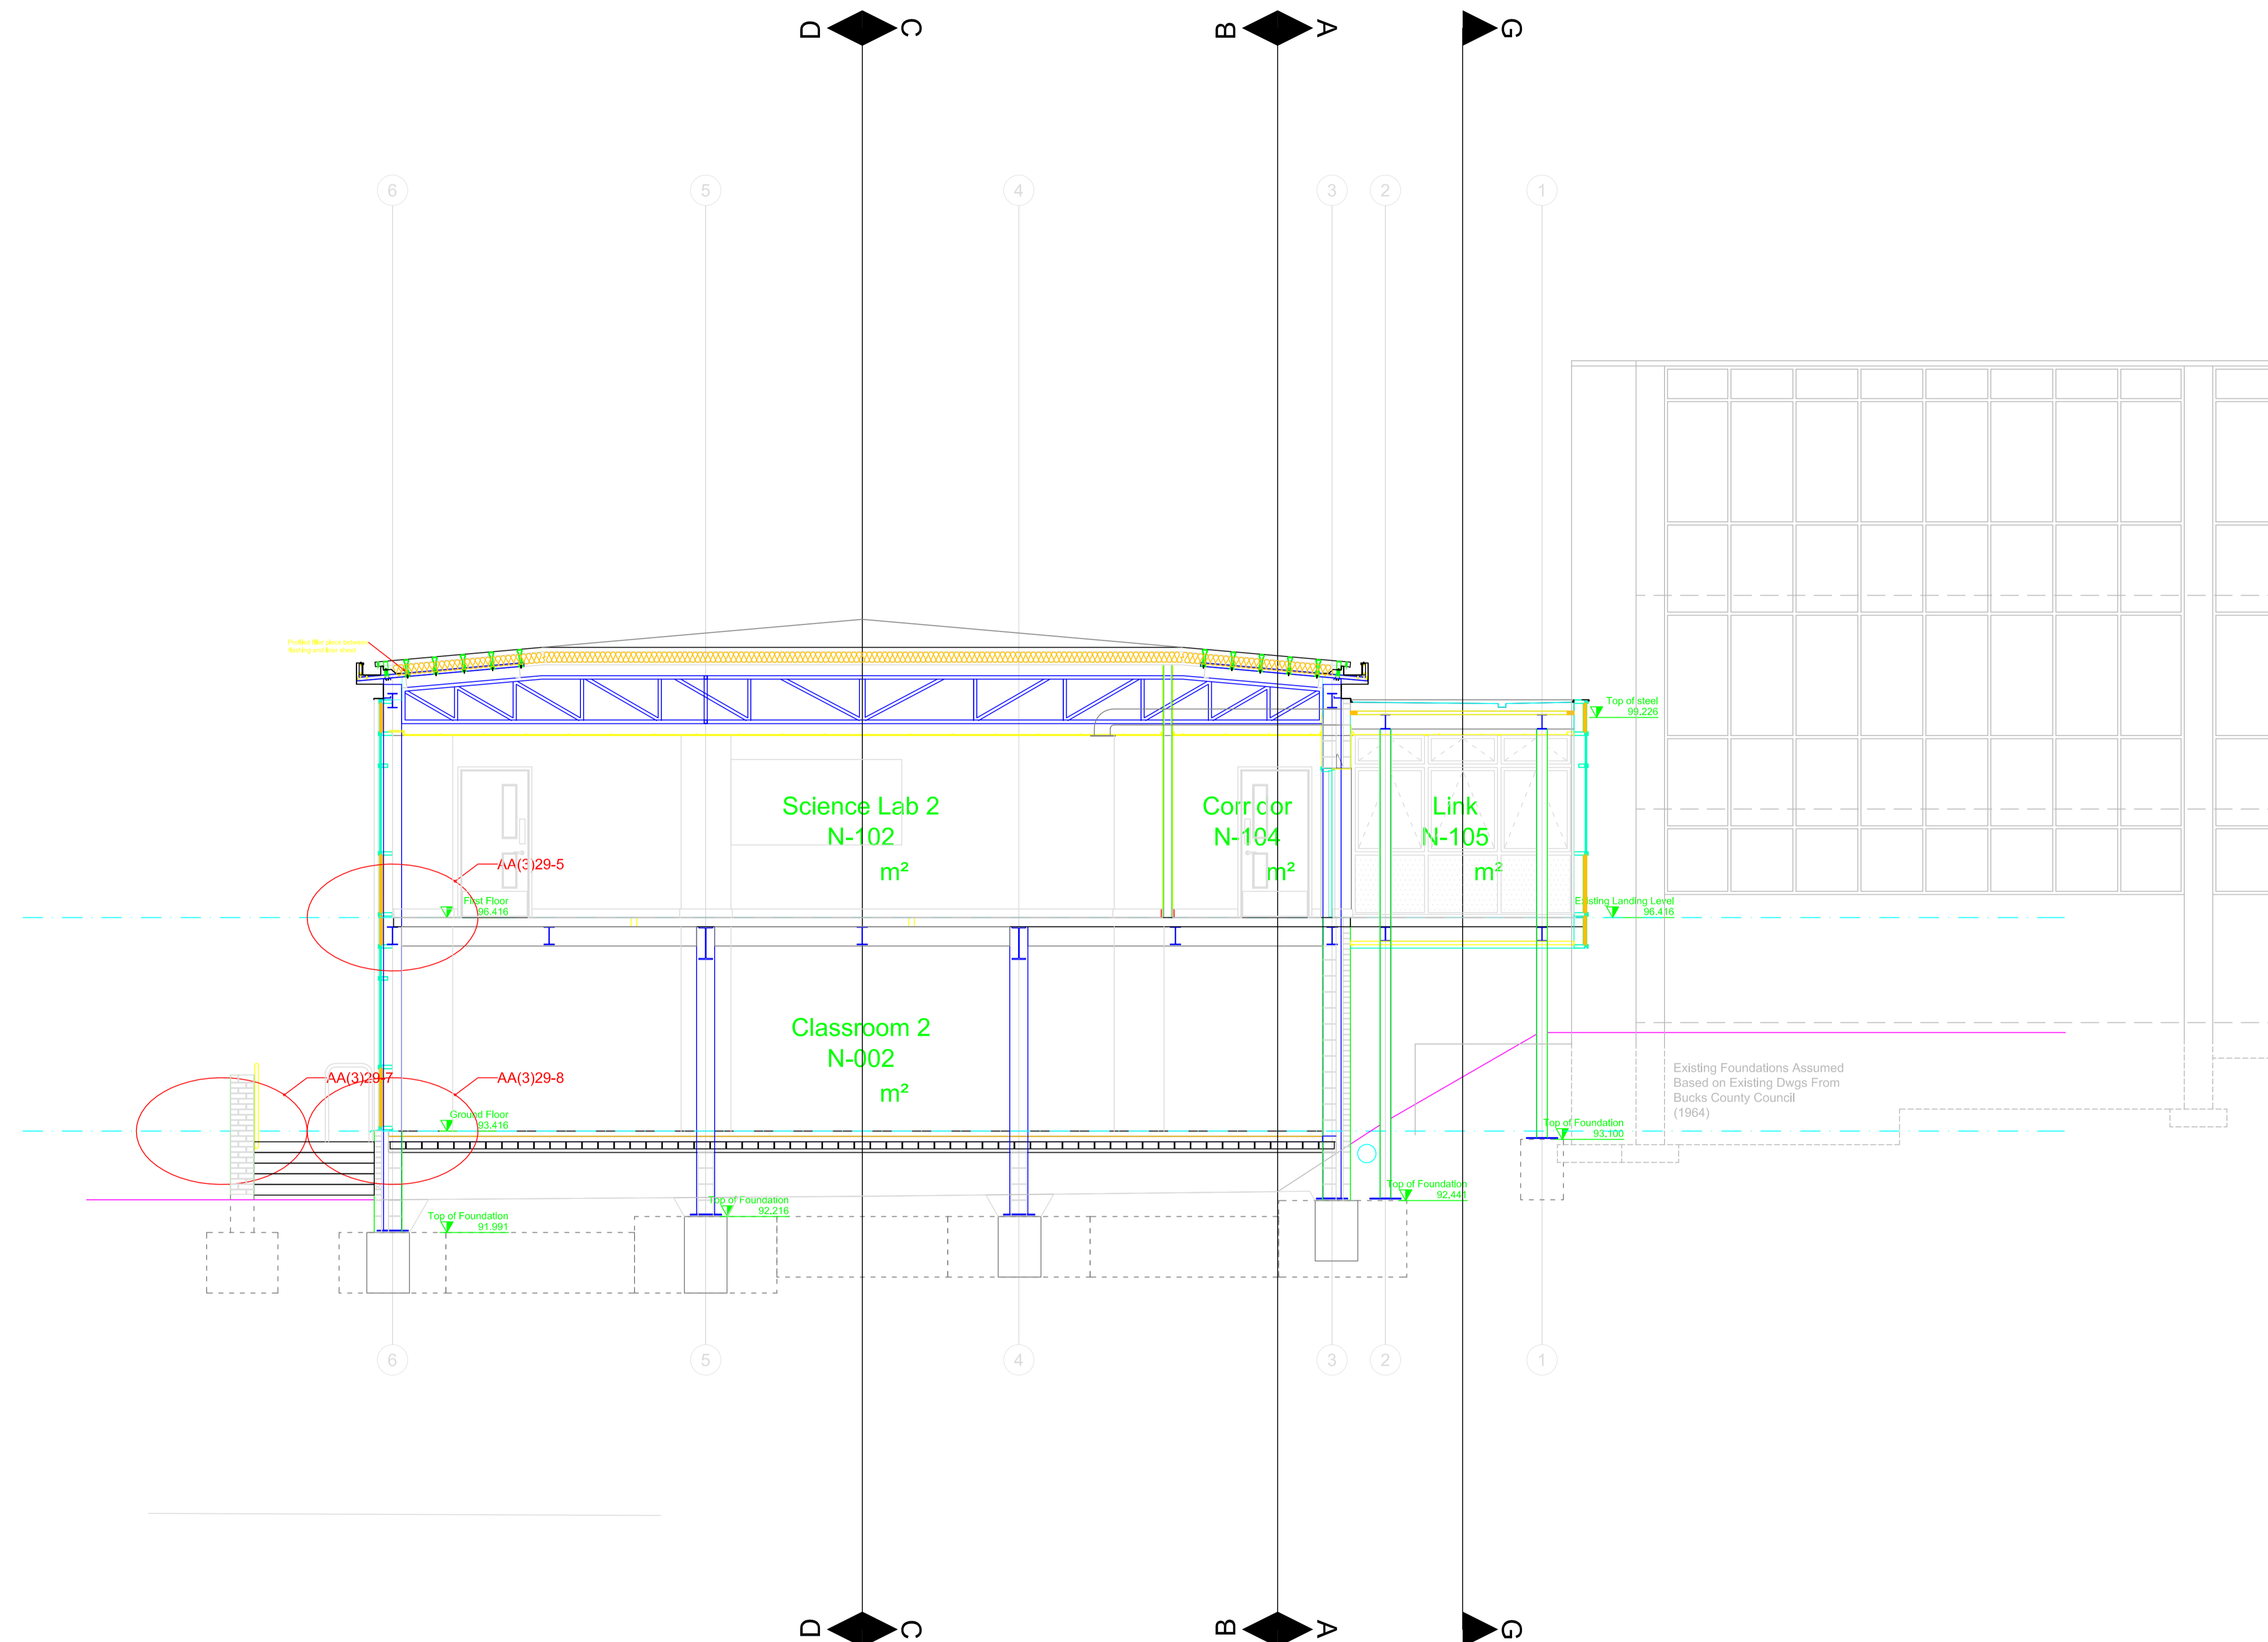 D C B A G
6 5 4 3 2 1
Top of steel
99.226
Science Lab 2
N-102
m²
Corridor
N-104
m²
Link
N-105
m²
AA(3)29-5
First Floor
96.416
Existing Landing Level
96.416
Classroom 2
N-002
m²
AA(3)29-7
AA(3)29-8
Existing Foundations Assumed
Based on Existing Dwgs From
Bucks County Council
(1964)
Ground Floor
93.416
Top of Foundation
93.100
Top of Foundation
92.441
Top of Foundation
92.216
Top of Foundation
91.991
6 5 4 3 2 1
D C B A G